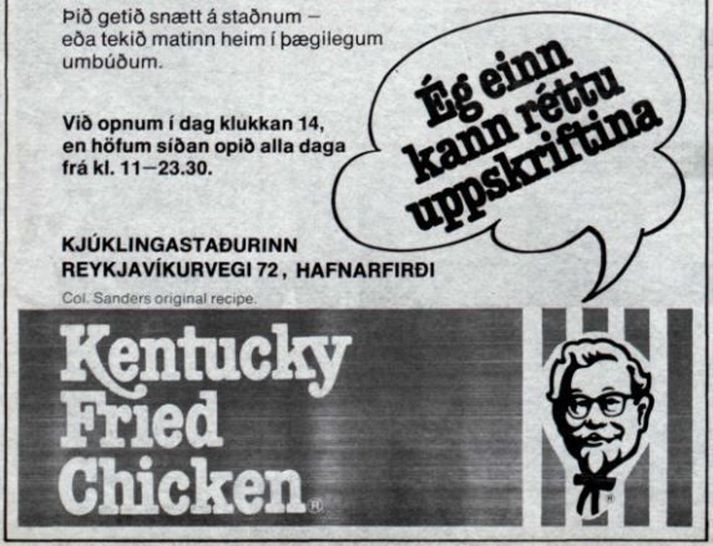 Þið getið snætt á staðnum –
eða tekið matinn heim í þægilegum
umbúðum.
Við opnum í dag klukkan 14,
en höfum síðan opið alla daga
frá kl. 11–23.30.
Ég einn
kann réttu
uppskriftina
KJÚKLINGASTAÐURINN
REYKJAVÍKURVEGI 72, HAFNARFIRÐI
Col. Sanders original recipe.
Kentucky
Fried
Chicken®
®